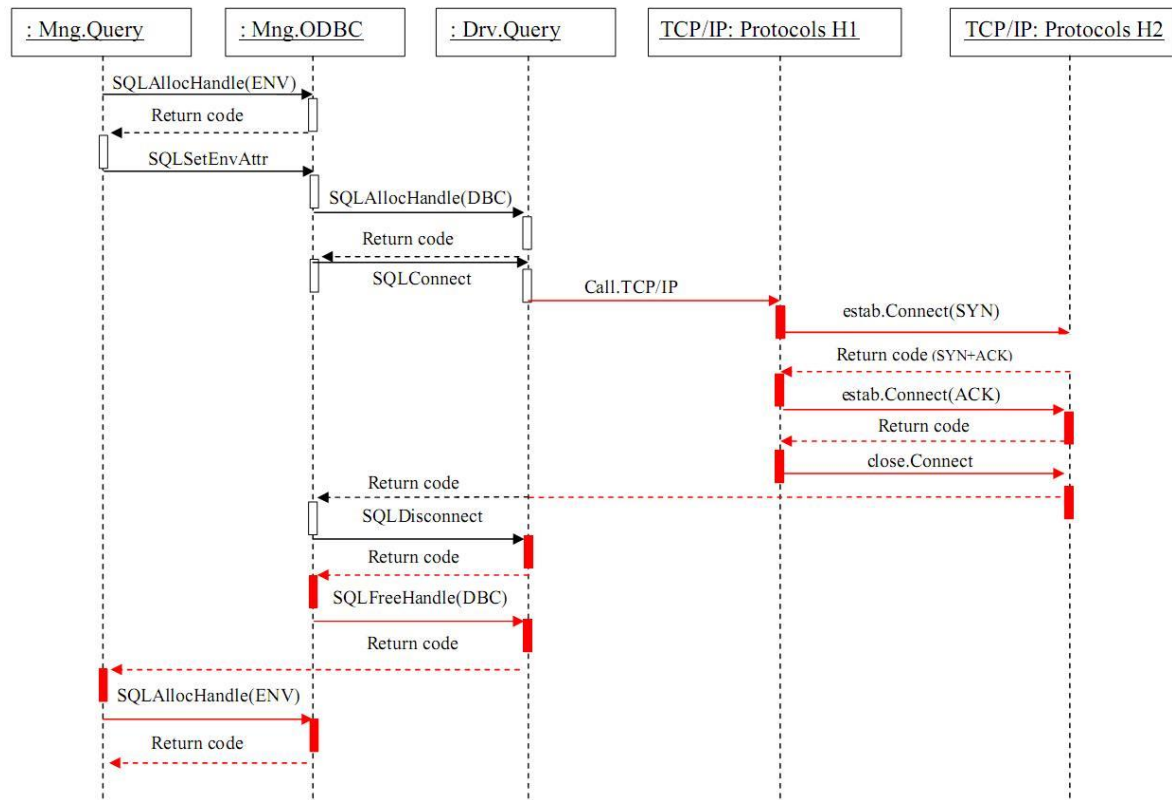 : Mng.Query
: Mng.ODBC
: Drv.Query
TCP/IP: Protocols H1
TCP/IP: Protocols H2
SQLAllocHandle(ENV)
Return code
SQLSetEnvAttr
SQLAllocHandle(DBC)
Return code
SQLConnect
Call.TCP/IP
estab.Connect(SYN)
Return code (SYN+ACK)
estab.Connect(ACK)
Return code
close.Connect
Return code
SQLDisconnect
Return code
SQLFreeHandle(DBC)
Return code
SQLAllocHandle(ENV)
Return code